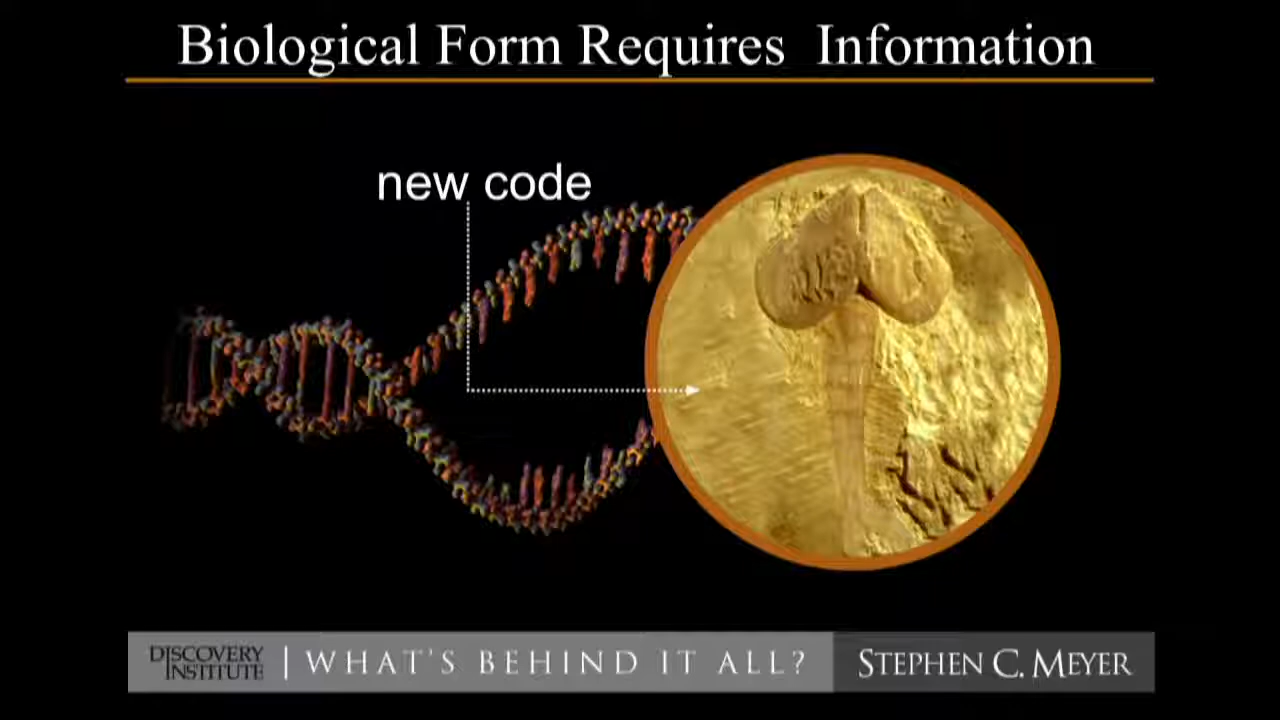 Biological Form Requires Information
new code
DISCOVERY
INSTITUTE
WHAT'S BEHIND IT ALL?
STEPHEN C. MEYER